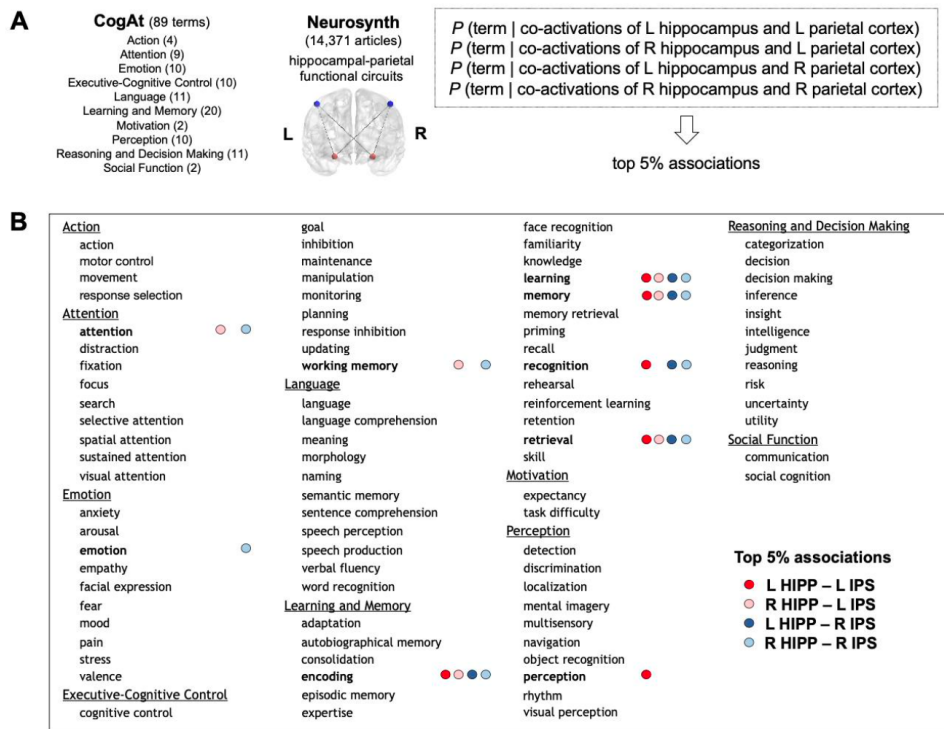 A
CogAt (89 terms)
Action (4)
Attention (9)
Emotion (10)
Executive-Cognitive Control (10)
Language (11)
Learning and Memory (20)
Motivation (2)
Perception (10)
Reasoning and Decision Making (11)
Social Function (2)
Neurosynth
(14,371 articles)
hippocampal-parietal
functional circuits
L
R
P (term | co-activations of L hippocampus and L parietal cortex)
P (term | co-activations of R hippocampus and L parietal cortex)
P (term | co-activations of L hippocampus and R parietal cortex)
P (term | co-activations of R hippocampus and R parietal cortex)
top 5% associations
B
Action
action
motor control
movement
response selection
Attention
attention
distraction
fixation
focus
search
selective attention
spatial attention
sustained attention
visual attention
Emotion
anxiety
arousal
emotion
empathy
facial expression
fear
mood
pain
stress
valence
Executive-Cognitive Control
cognitive control
goal
inhibition
maintenance
manipulation
monitoring
planning
response inhibition
updating
working memory
Language
language
language comprehension
meaning
morphology
naming
semantic memory
sentence comprehension
speech perception
speech production
verbal fluency
word recognition
Learning and Memory
adaptation
autobiographical memory
consolidation
encoding
episodic memory
expertise
face recognition
familiarity
knowledge
learning
memory
memory retrieval
priming
recall
recognition
rehearsal
reinforcement learning
retention
retrieval
skill
Motivation
expectancy
task difficulty
Perception
detection
discrimination
localization
mental imagery
multisensory
navigation
object recognition
perception
rhythm
visual perception
Reasoning and Decision Making
categorization
decision
decision making
inference
insight
intelligence
judgment
reasoning
risk
uncertainty
utility
Social Function
communication
social cognition
Top 5% associations
L HIPP – L IPS
R HIPP – L IPS
L HIPP – R IPS
R HIPP – R IPS